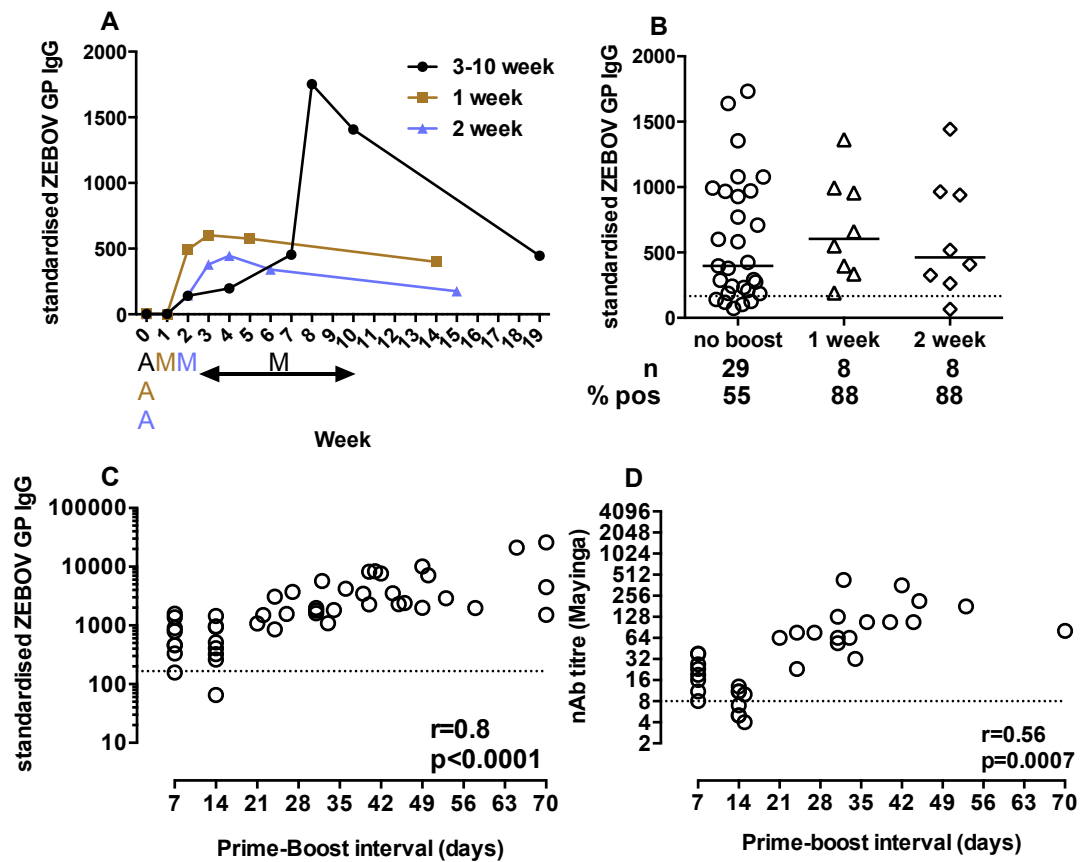 A
standardised ZEBOV GP IgG
2000
1500
1000
500
0
3-10 week
1 week
2 week
0 1 2 3 4 5 6 7 8 9 10 11 12 13 14 15 16 17 18 19
A M M M
A
A
Week
B
standardised ZEBOV GP IgG
2000
1500
1000
500
0
no boost 1 week 2 week
n 29 8 8
% pos 55 88 88
C
standardised ZEBOV GP IgG
100000
10000
1000
100
10
r=0.8
p<0.0001
7 14 21 28 35 42 49 56 63 70
Prime-Boost interval (days)
D
nAb titre (Mayinga)
4096
2048
1024
512
256
128
64
32
16
8
4
2
r=0.56
p=0.0007
7 14 21 28 35 42 49 56 63 70
Prime-boost interval (days)